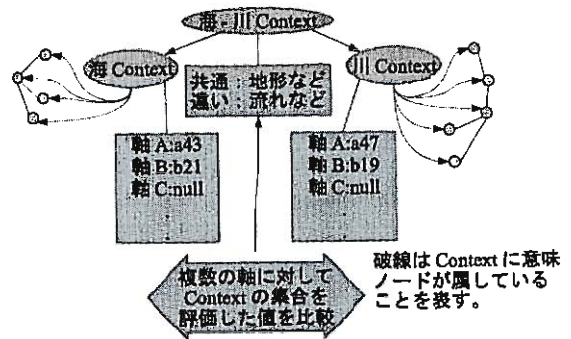 海 - 川 Context
海 Context
川 Context
共通：地形など
違い：流れなど
軸 A:a43
軸 B:b21
軸 C:null
軸 A:a47
軸 B:b19
軸 C:null
複数の軸に対して
Context の集合を
評価した値を比較
破線は Context に意味
ノードが属している
ことを表す。